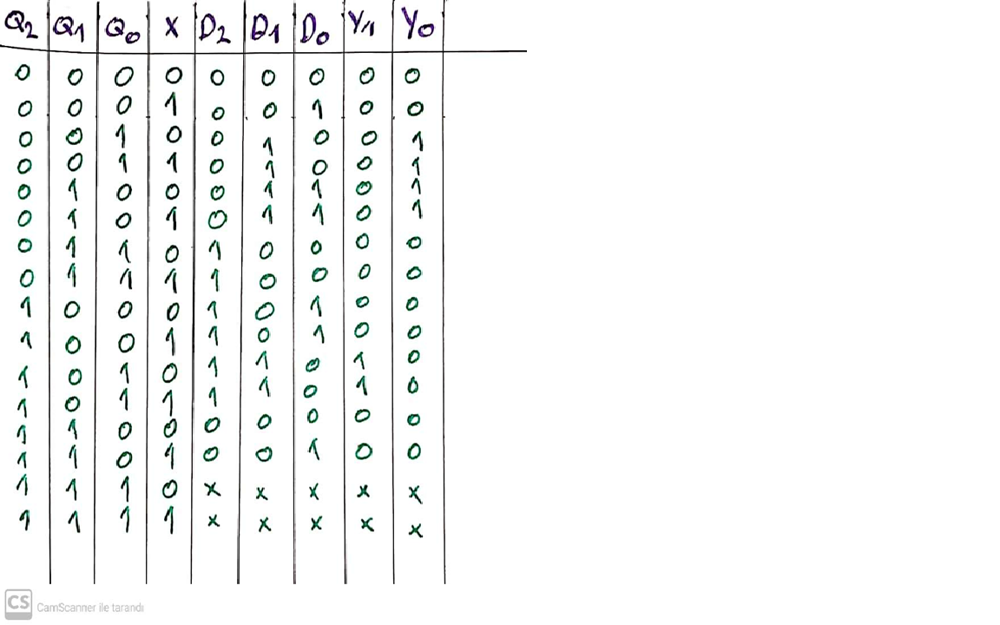 Q2 Q1 Q0 X D2 D1 D0 Y1 Y0
0 0 0 0 0 0 0 0 0
0 0 0 1 0 0 1 0 0
0 0 1 0 0 1 0 0 1
0 0 1 1 0 1 0 0 1
0 1 0 0 0 1 1 0 1
0 1 0 1 0 1 1 0 1
0 1 1 0 1 0 0 0 0
0 1 1 1 1 0 0 0 0
1 0 0 0 1 0 1 0 0
1 0 0 1 1 0 1 0 0
1 0 1 0 1 1 0 1 0
1 0 1 1 1 1 0 1 0
1 1 0 0 0 0 0 0 0
1 1 0 1 0 0 1 0 0
1 1 1 0 x x x x x
1 1 1 1 x x x x x
CS CamScanner ile tarandı